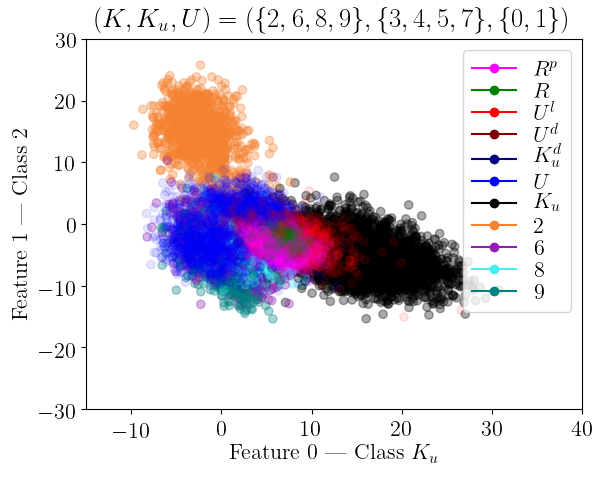 (K, K_u, U) = ({2, 6, 8, 9}, {3, 4, 5, 7}, {0, 1})
30
20
10
0
−10
−20
−30
Feature 1 — Class 2
R^p
R
U^l
U^d
K_u^d
U
K_u
2
6
8
9
−10
0
10
20
30
40
Feature 0 — Class K_u